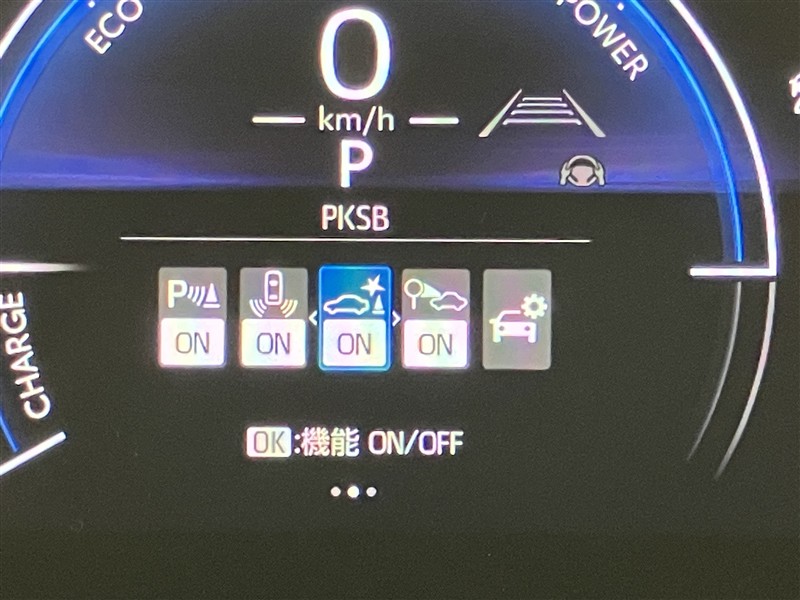 ECO
POWER
0
km/h
P
PKSB
P
ON ON ON ON
CHARGE
OK:機能 ON/OFF